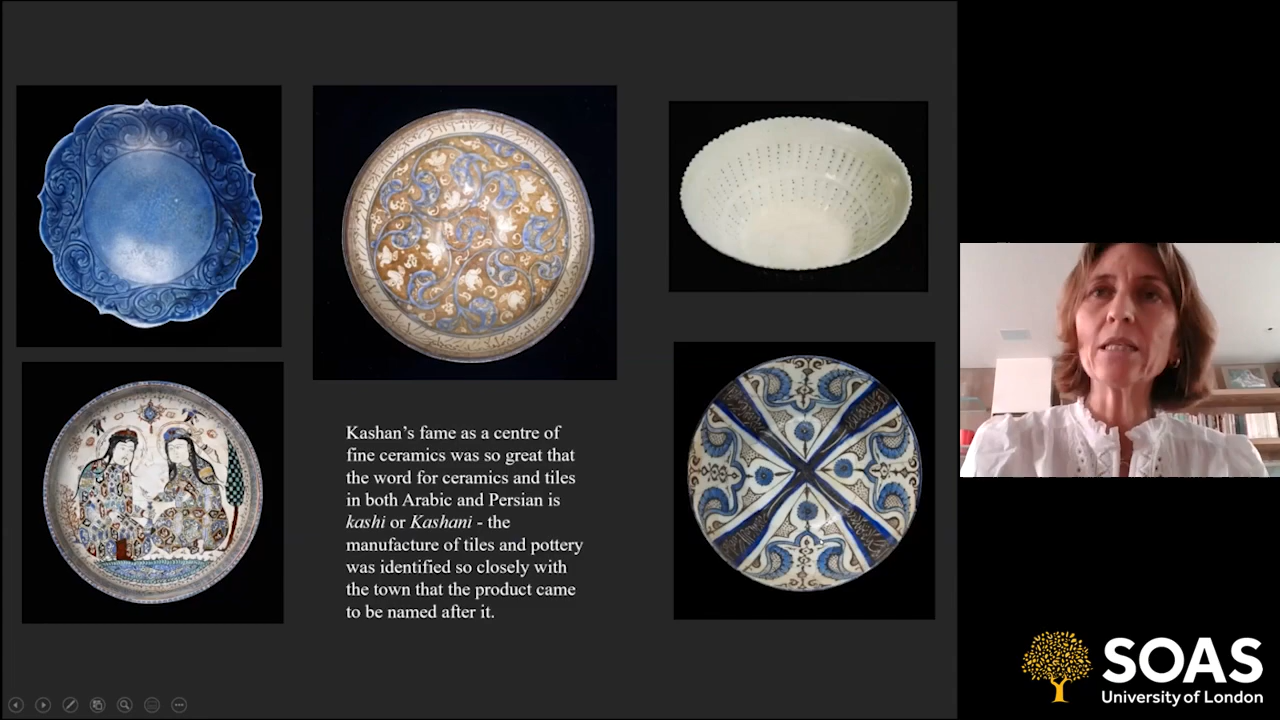 Kashan’s fame as a centre of
fine ceramics was so great that
the word for ceramics and tiles
in both Arabic and Persian is
kashi or Kashani - the
manufacture of tiles and pottery
was identified so closely with
the town that the product came
to be named after it.
SOAS
University of London